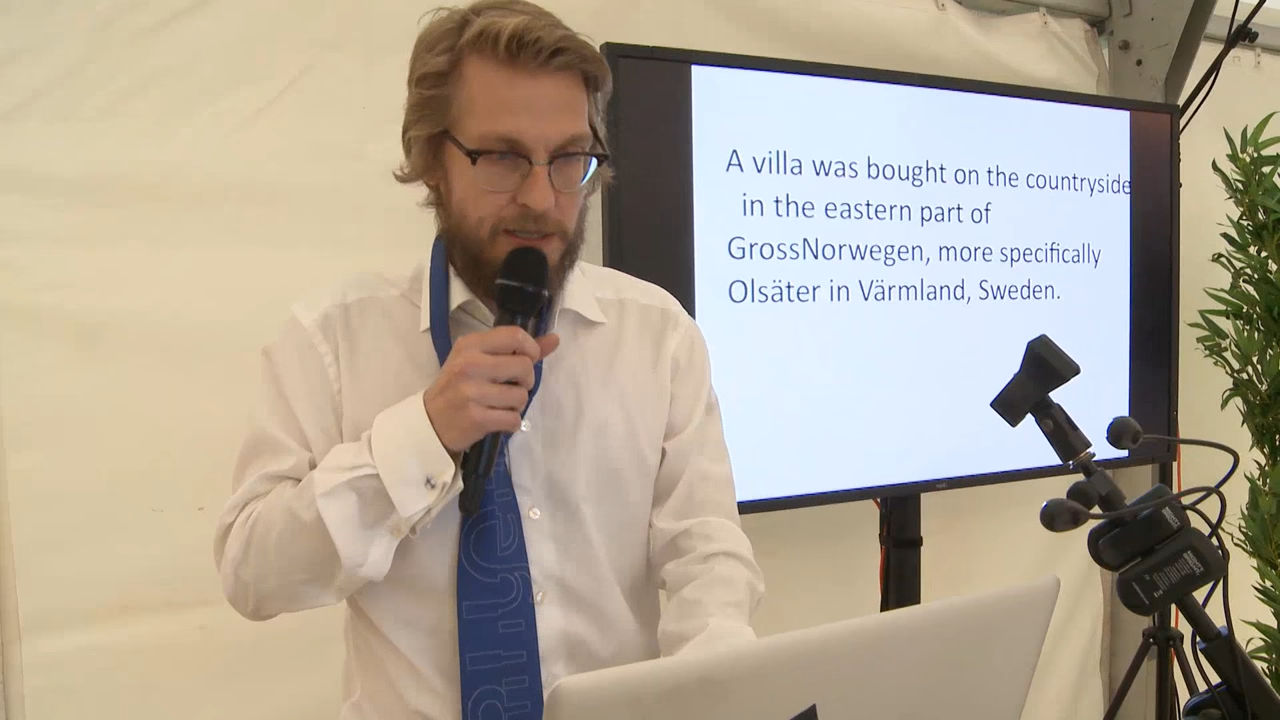 A villa was bought on the countryside
in the eastern part of
GrossNorwegen, more specifically
Olsäter in Värmland, Sweden.